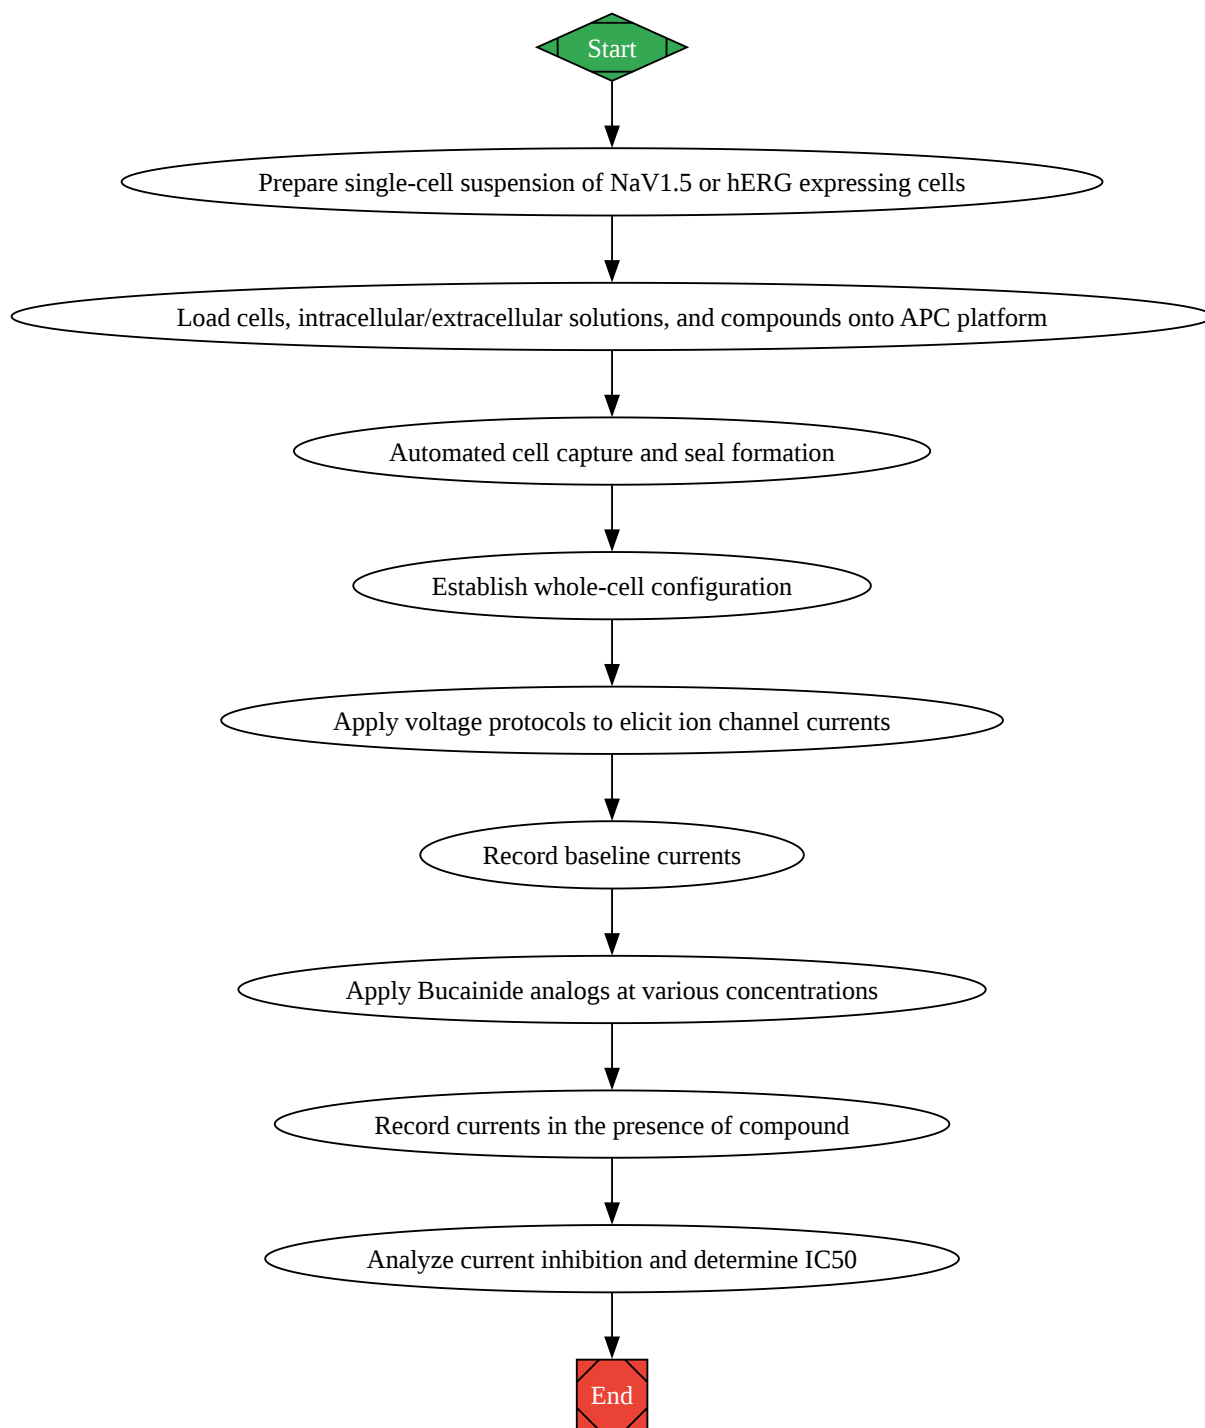 Start
Prepare single-cell suspension of NaV1.5 or hERG expressing cells
Load cells, intracellular/extracellular solutions, and compounds onto APC platform
Automated cell capture and seal formation
Establish whole-cell configuration
Apply voltage protocols to elicit ion channel currents
Record baseline currents
Apply Bucainide analogs at various concentrations
Record currents in the presence of compound
Analyze current inhibition and determine IC50
End